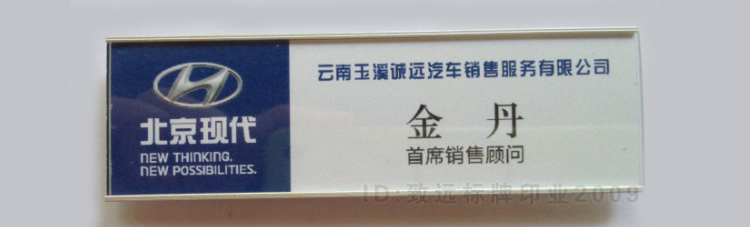 北京现代
NEW THINKING.
NEW POSSIBILITIES.
云南玉溪诚远汽车销售服务有限公司
金 丹
首席销售顾问
ID:致远标牌印业2009